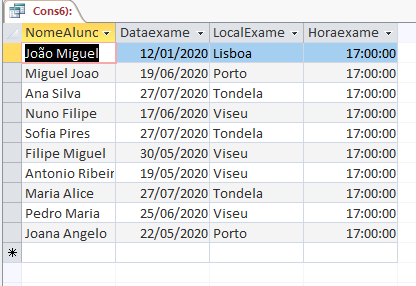 Cons6):
NomeAlunc Dataexame LocalExame Horaexame
João Miguel 12/01/2020 Lisboa 17:00:00
Miguel Joao 19/06/2020 Porto 17:00:00
Ana Silva 27/07/2020 Tondela 17:00:00
Nuno Filipe 17/06/2020 Viseu 17:00:00
Sofia Pires 27/07/2020 Tondela 17:00:00
Filipe Miguel 30/05/2020 Viseu 17:00:00
Antonio Ribeir 19/05/2020 Viseu 17:00:00
Maria Alice 27/07/2020 Tondela 17:00:00
Pedro Maria 25/06/2020 Viseu 17:00:00
Joana Angelo 22/05/2020 Porto 17:00:00